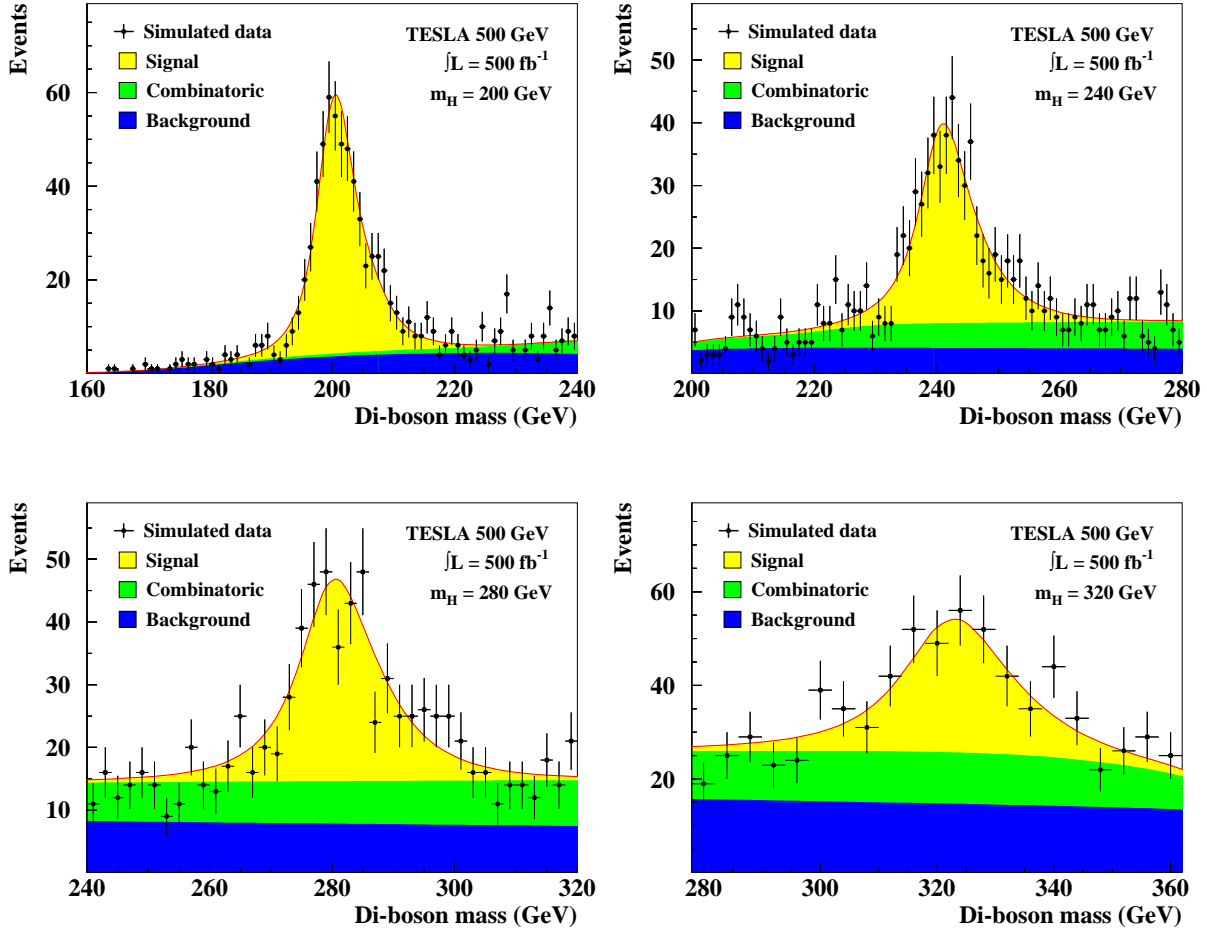 Events
Simulated data
Signal
Combinatoric
Background
TESLA 500 GeV
∫L = 500 fb⁻¹
m_H = 200 GeV
60
40
20
160 180 200 220 240
Di-boson mass (GeV)
Events
Simulated data
Signal
Combinatoric
Background
TESLA 500 GeV
∫L = 500 fb⁻¹
m_H = 240 GeV
50
40
30
20
10
200 220 240 260 280
Di-boson mass (GeV)
Events
Simulated data
Signal
Combinatoric
Background
TESLA 500 GeV
∫L = 500 fb⁻¹
m_H = 280 GeV
50
40
30
20
10
240 260 280 300 320
Di-boson mass (GeV)
Events
Simulated data
Signal
Combinatoric
Background
TESLA 500 GeV
∫L = 500 fb⁻¹
m_H = 320 GeV
60
40
20
280 300 320 340 360
Di-boson mass (GeV)